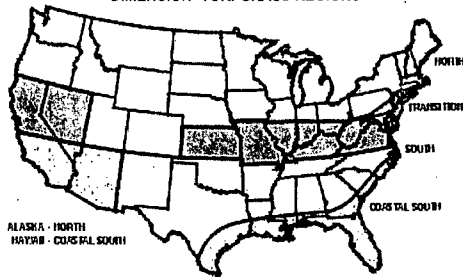 NORTH
TRANSITION
SOUTH
COASTAL SOUTH
ALASKA - NORTH
HAWAII - COASTAL SOUTH